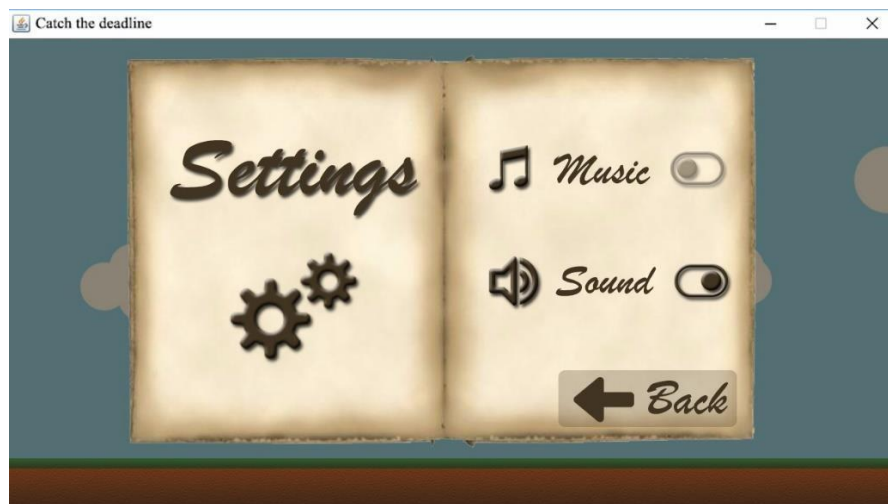 Catch the deadline
Settings
Music
Sound
Back